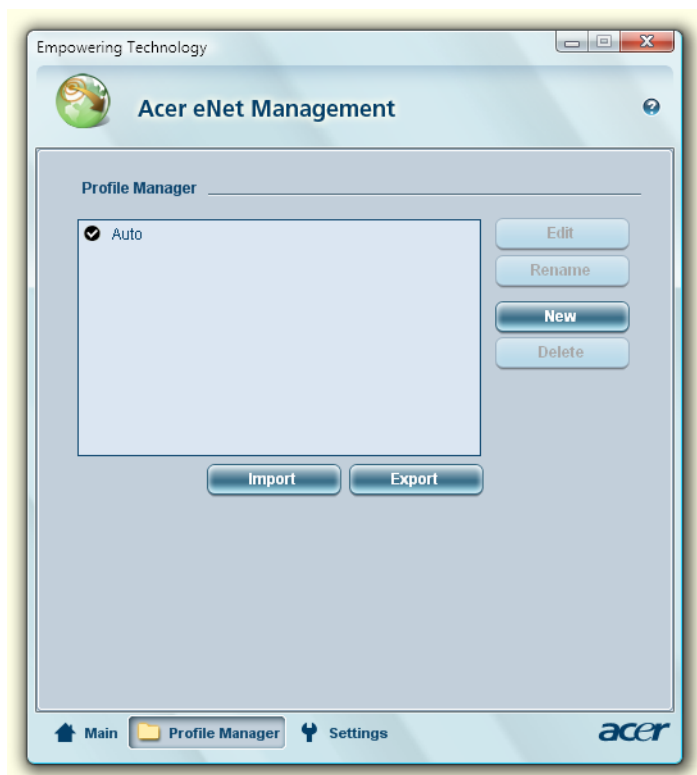 Empowering Technology
Acer eNet Management
Profile Manager
Auto
Edit
Rename
New
Delete
Import
Export
Main
Profile Manager
Settings
acer